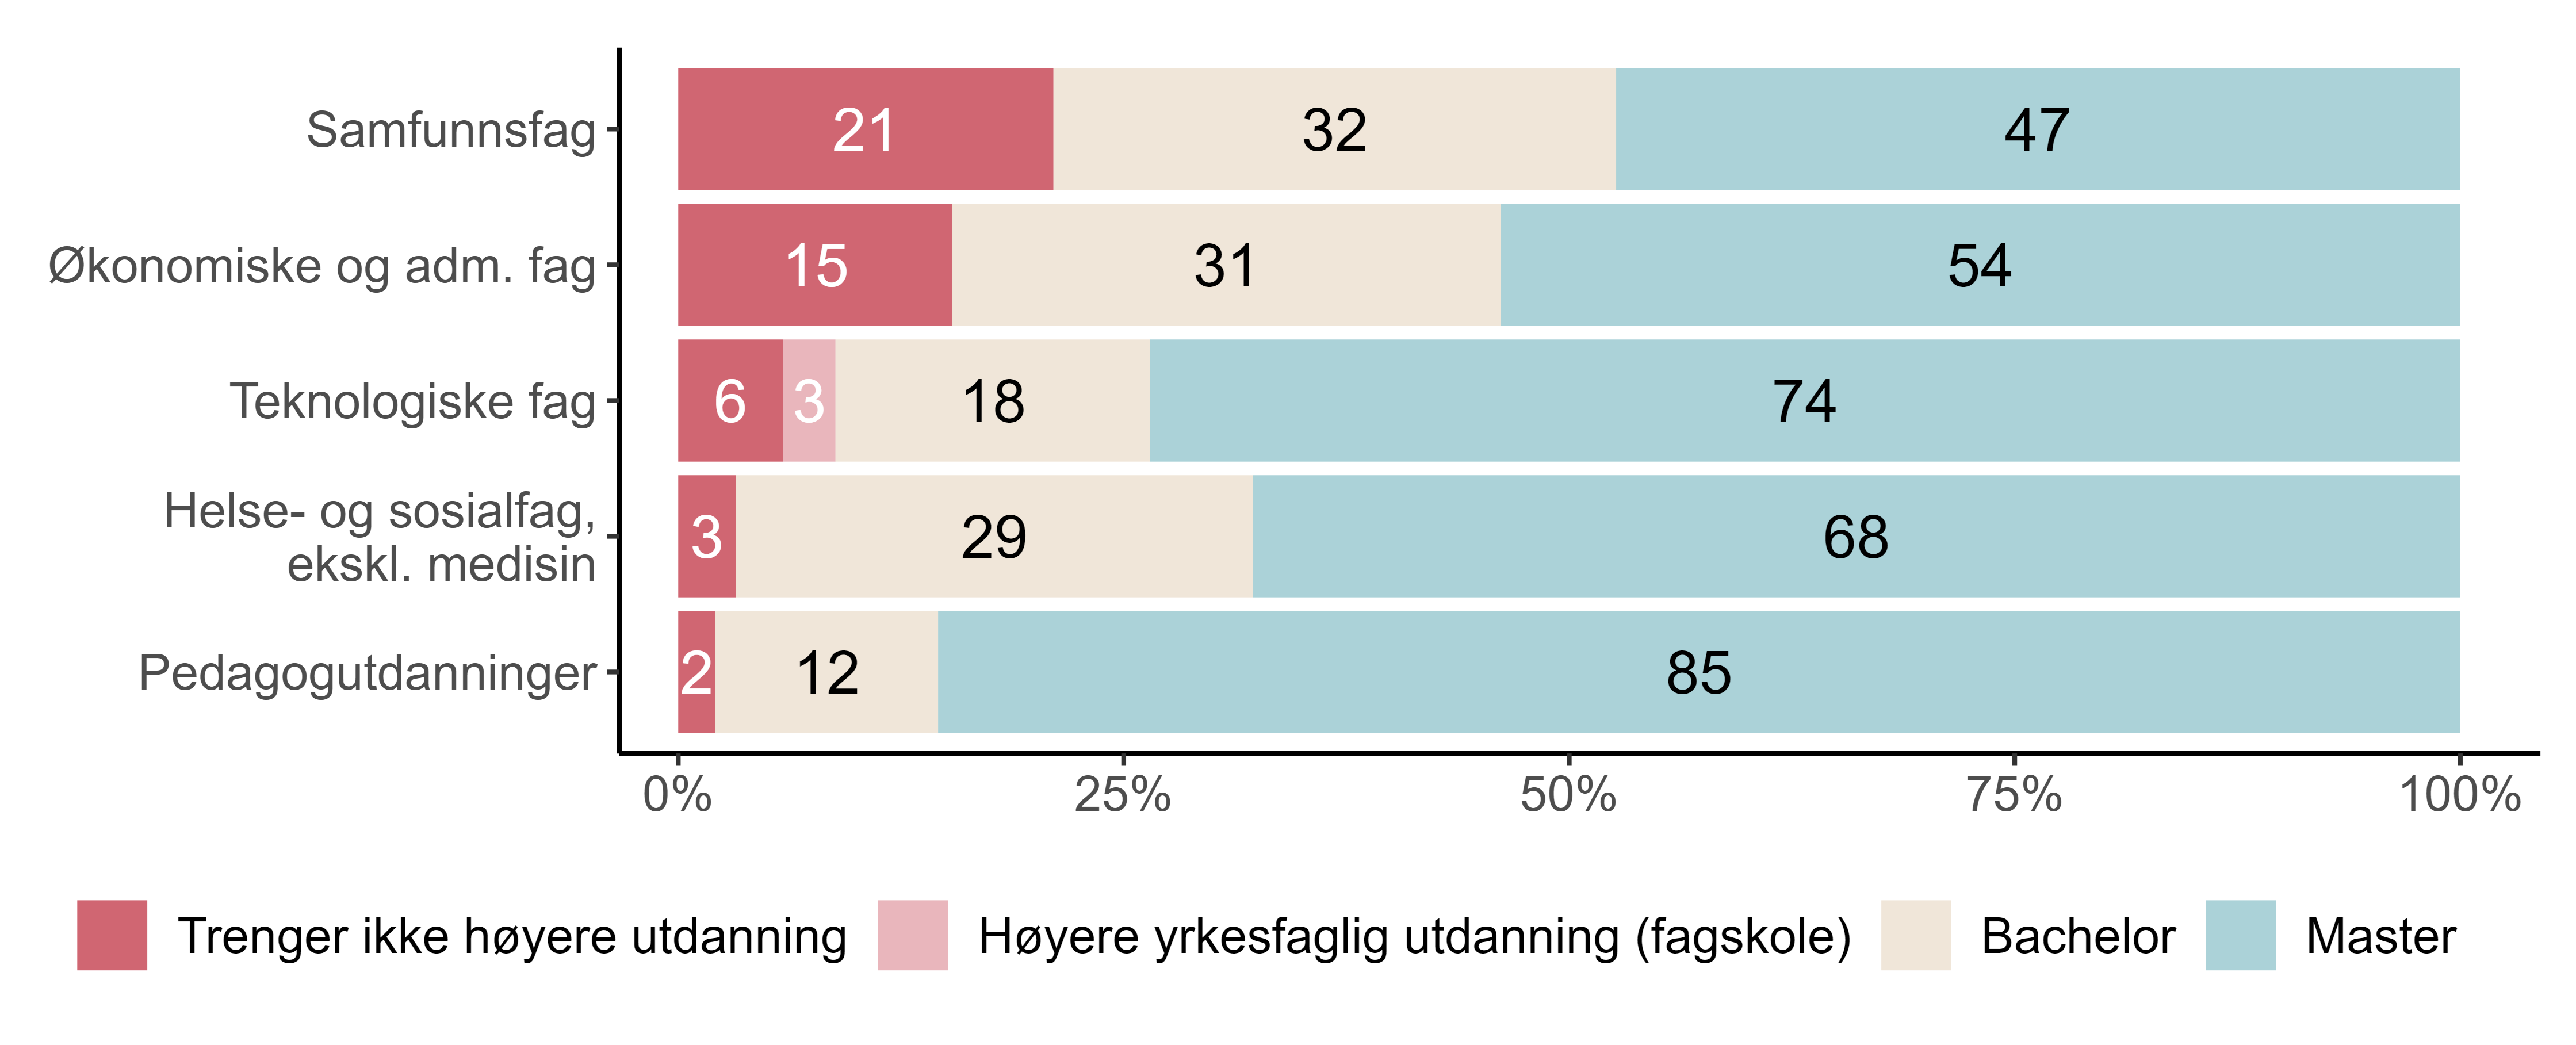 Samfunnsfag 21 32 47
Økonomiske og adm. fag 15 31 54
Teknologiske fag 6 3 18 74
Helse- og sosialfag,
ekskl. medisin 3 29 68
Pedagogutdanninger 2 12 85
0% 25% 50% 75% 100%
Trenger ikke høyere utdanning Høyere yrkesfaglig utdanning (fagskole) Bachelor Master